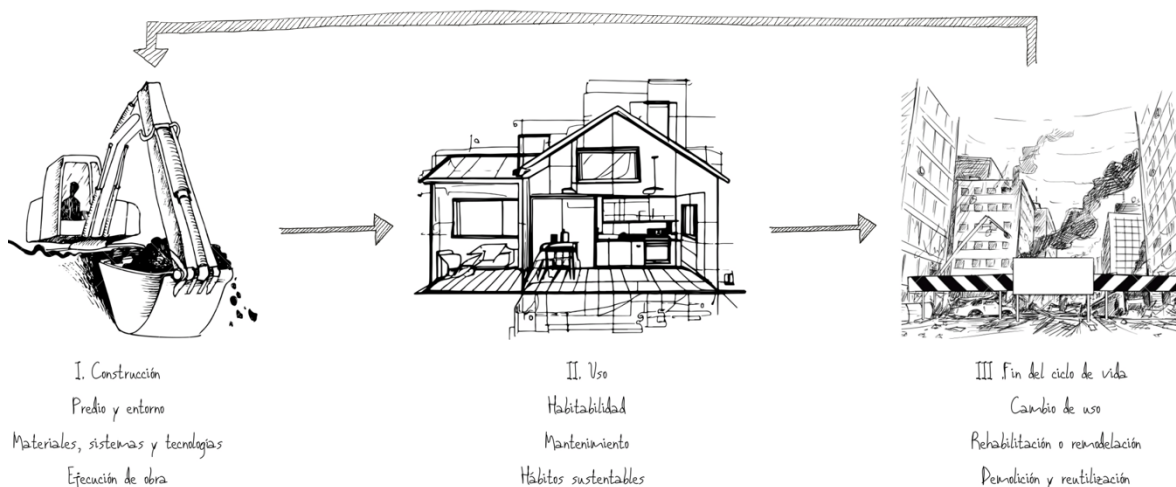 I. Construcción
Predio y entorno
Materiales, sistemas y tecnologías
Ejecución de obra
II. Uso
Habitabilidad
Mantenimiento
Hábitos sustentables
III .Fin del ciclo de vida
Cambio de uso
Rehabilitación o remodelación
Demolición y reutilización